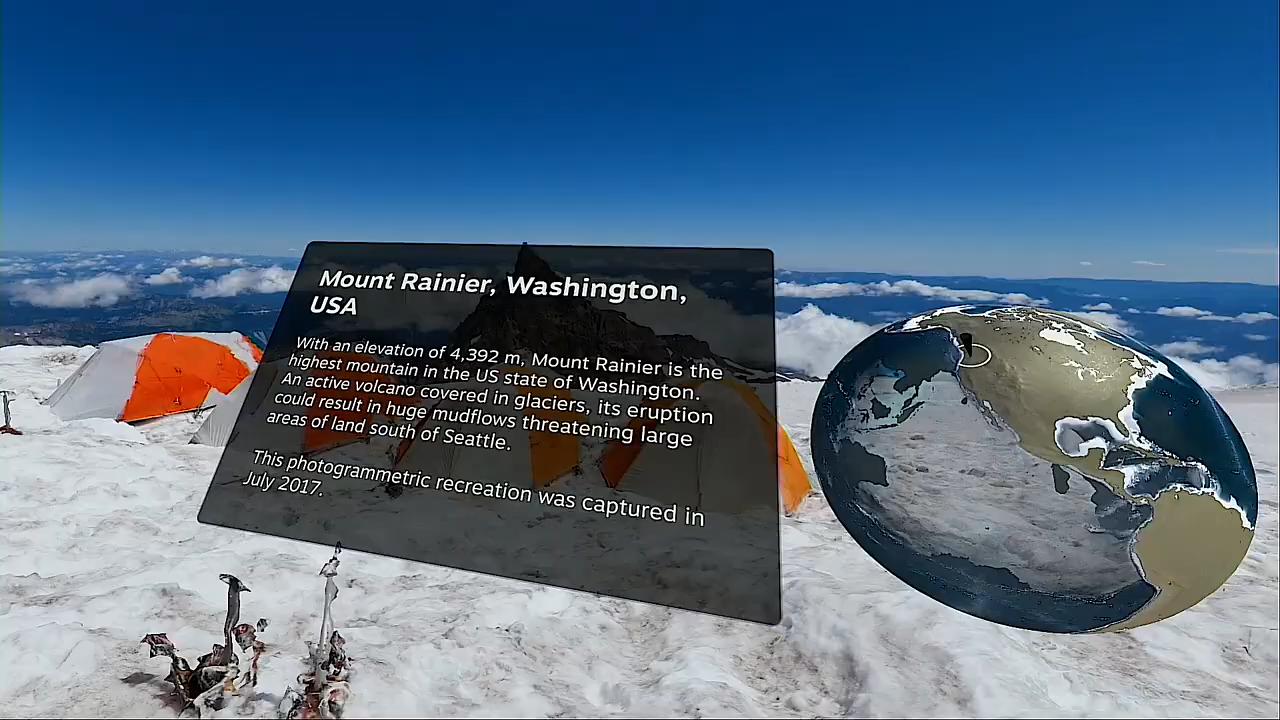 Mount Rainier, Washington,
USA
With an elevation of 4,392 m, Mount Rainier is the
highest mountain in the US state of Washington.
An active volcano covered in glaciers, its eruption
could result in huge mudflows threatening large
areas of land south of Seattle.
This photogrammetric recreation was captured in
July 2017.